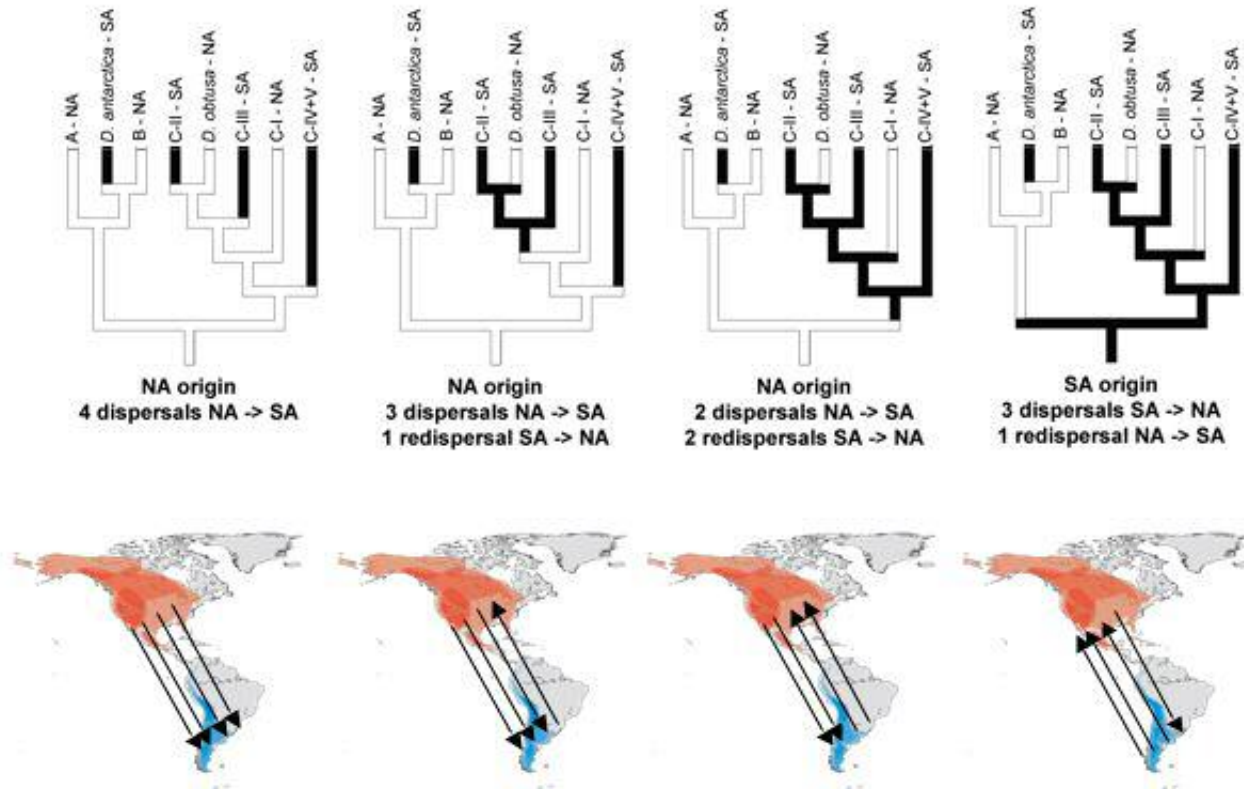 A - NA
D. antarctica - SA
B - NA
C-II - SA
D. obtusa - NA
C-III - SA
C-I - NA
C-IV+V - SA
NA origin
4 dispersals NA -> SA
A - NA
D. antarctica - SA
B - NA
C-II - SA
D. obtusa - NA
C-III - SA
C-I - NA
C-IV+V - SA
NA origin
3 dispersals NA -> SA
1 redispersal SA -> NA
A - NA
D. antarctica - SA
B - NA
C-II - SA
D. obtusa - NA
C-III - SA
C-I - NA
C-IV+V - SA
NA origin
2 dispersals NA -> SA
2 redispersals SA -> NA
A - NA
D. antarctica - SA
B - NA
C-II - SA
D. obtusa - NA
C-III - SA
C-I - NA
C-IV+V - SA
SA origin
3 dispersals SA -> NA
1 redispersal NA -> SA